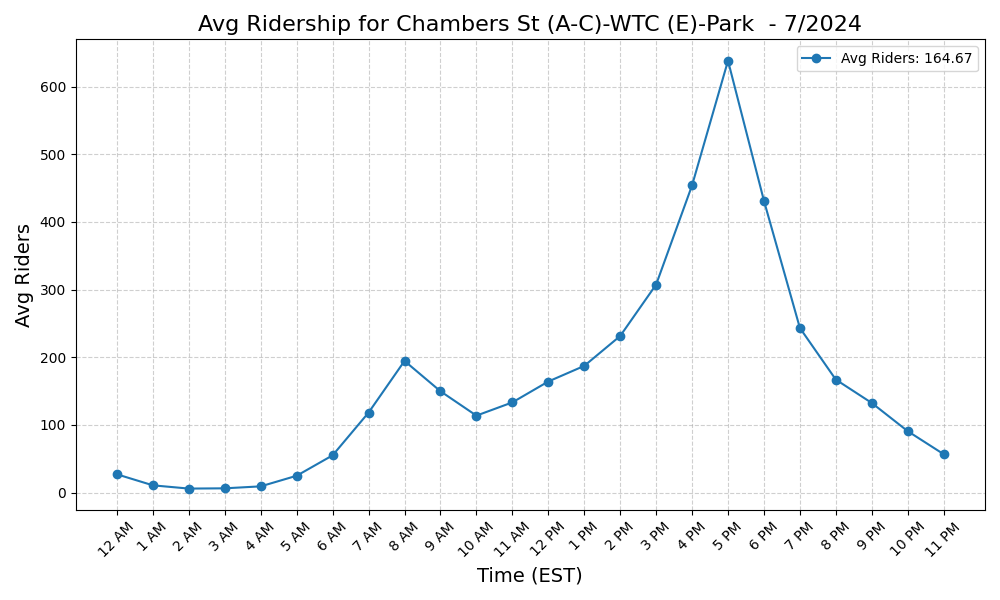 Avg Ridership for Chambers St (A-C)-WTC (E)-Park  - 7/2024
Avg Riders: 164.67
Avg Riders
600
500
400
300
200
100
0
12 AM
1 AM
2 AM
3 AM
4 AM
5 AM
6 AM
7 AM
8 AM
9 AM
10 AM
11 AM
12 PM
1 PM
2 PM
3 PM
4 PM
5 PM
6 PM
7 PM
8 PM
9 PM
10 PM
11 PM
Time (EST)